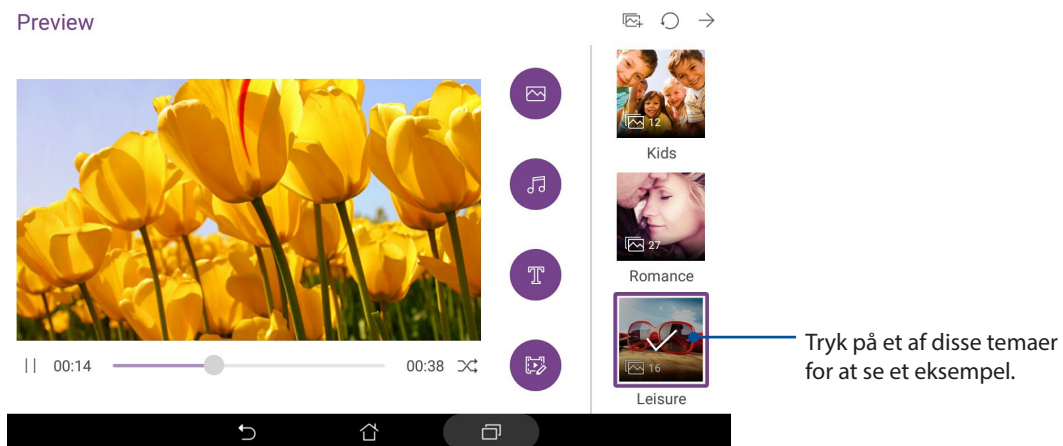 Preview
12
Kids
27
Romance
16
Leisure
00:14
00:38
Tryk på et af disse temaer
for at se et eksempel.